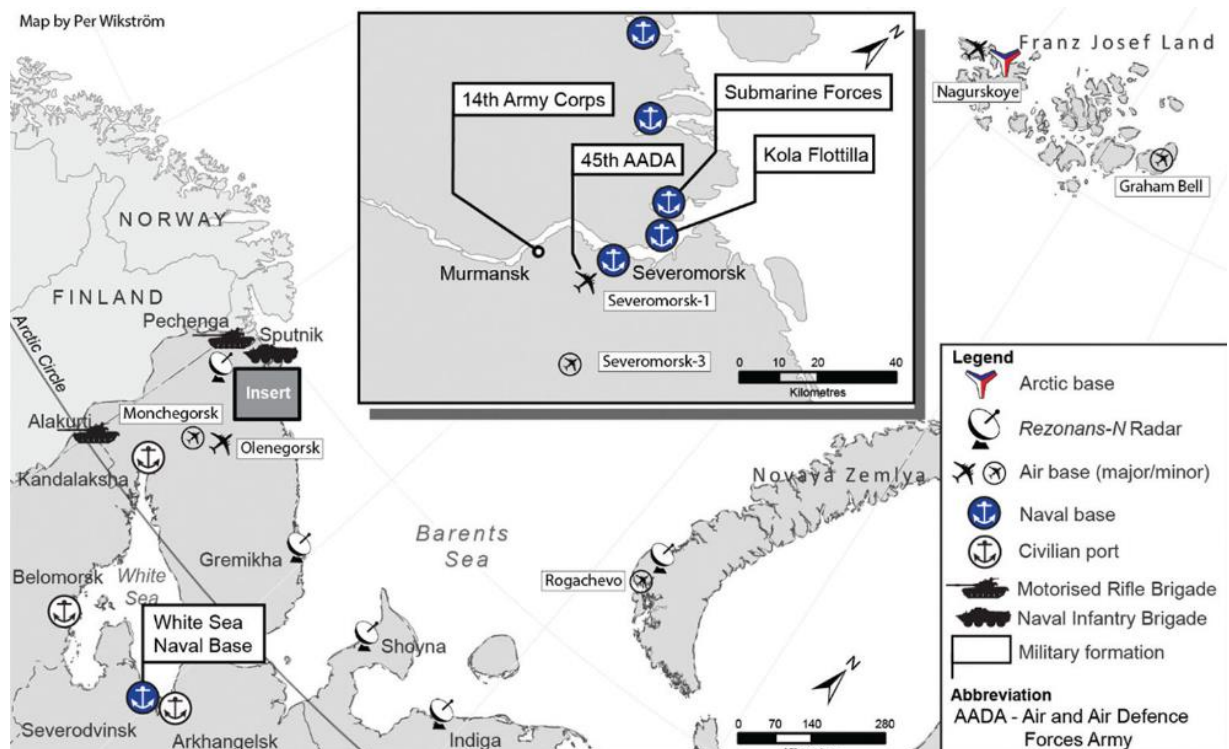 Map by Per Wikström
N
14th Army Corps
Submarine Forces
45th AADA
Kola Flottilla
Murmansk
Severomorsk
Severomorsk-1
Severomorsk-3
0 10 20 40
Kilometres
Franz Josef Land
Nagurskoye
Graham Bell
NORWAY
FINLAND
Pechenga
Sputnik
Arctic Circle
Insert
Monchegorsk
Alakurti
Olenegorsk
Kandalaksha
Novaya Zemlya
Barents
Sea
Gremikha
Rogachevo
Belomorsk
White
Sea
White Sea
Naval Base
Shoyna
Severodvinsk
Arkhangelsk
Indiga
N
0 70 140 280
Legend
Arctic base
Rezonans-N Radar
Air base (major/minor)
Naval base
Civilian port
Motorised Rifle Brigade
Naval Infantry Brigade
Military formation
Abbreviation
AADA - Air and Air Defence
Forces Army